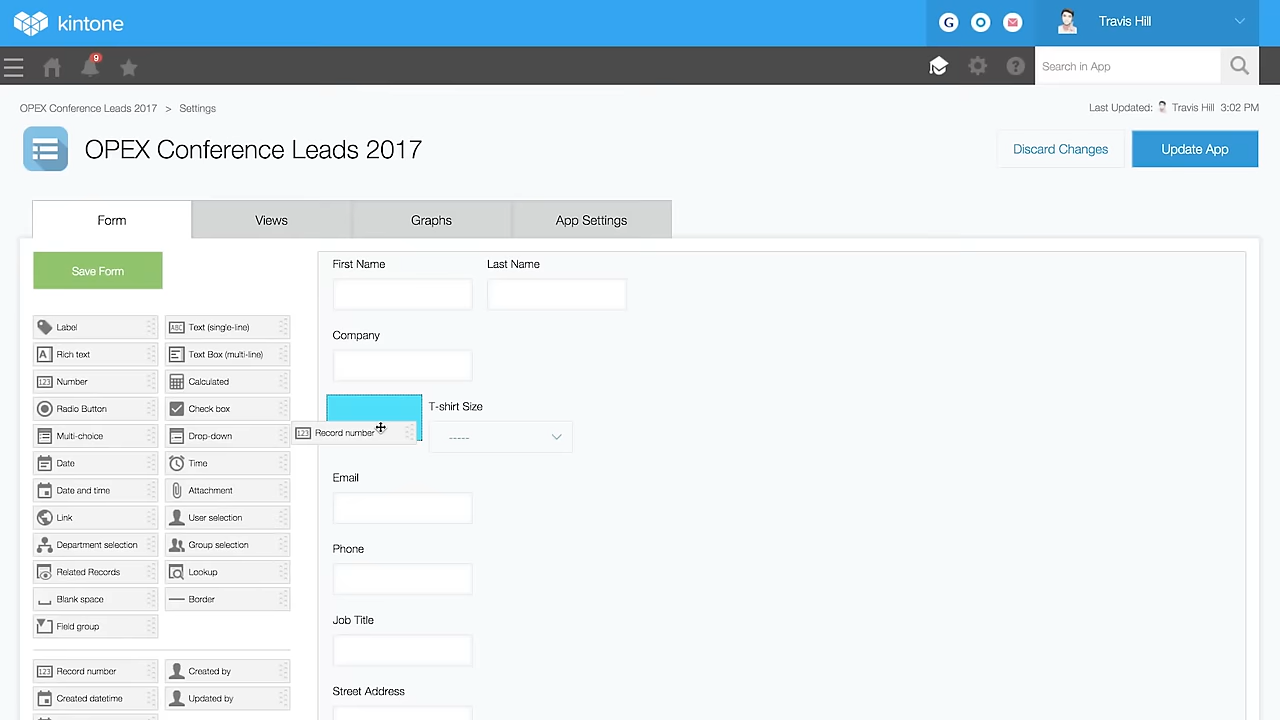 kintone
G
Travis Hill
9
Search in App
OPEX Conference Leads 2017 > Settings
Last Updated: Travis Hill 3:02 PM
OPEX Conference Leads 2017
Discard Changes
Update App
Form
Views
Graphs
App Settings
Save Form
Label
ABC Text (single-line)
A Rich text
Text Box (multi-line)
123 Number
Calculated
Radio Button
Check box
Multi-choice
Drop-down
Date
Time
Date and time
Attachment
Link
User selection
Department selection
Group selection
Related Records
Lookup
Blank space
Border
Field group
123 Record number
Created by
Created datetime
Updated by
First Name
Last Name
Company
123 Record number
T-shirt Size
-----
Email
Phone
Job Title
Street Address